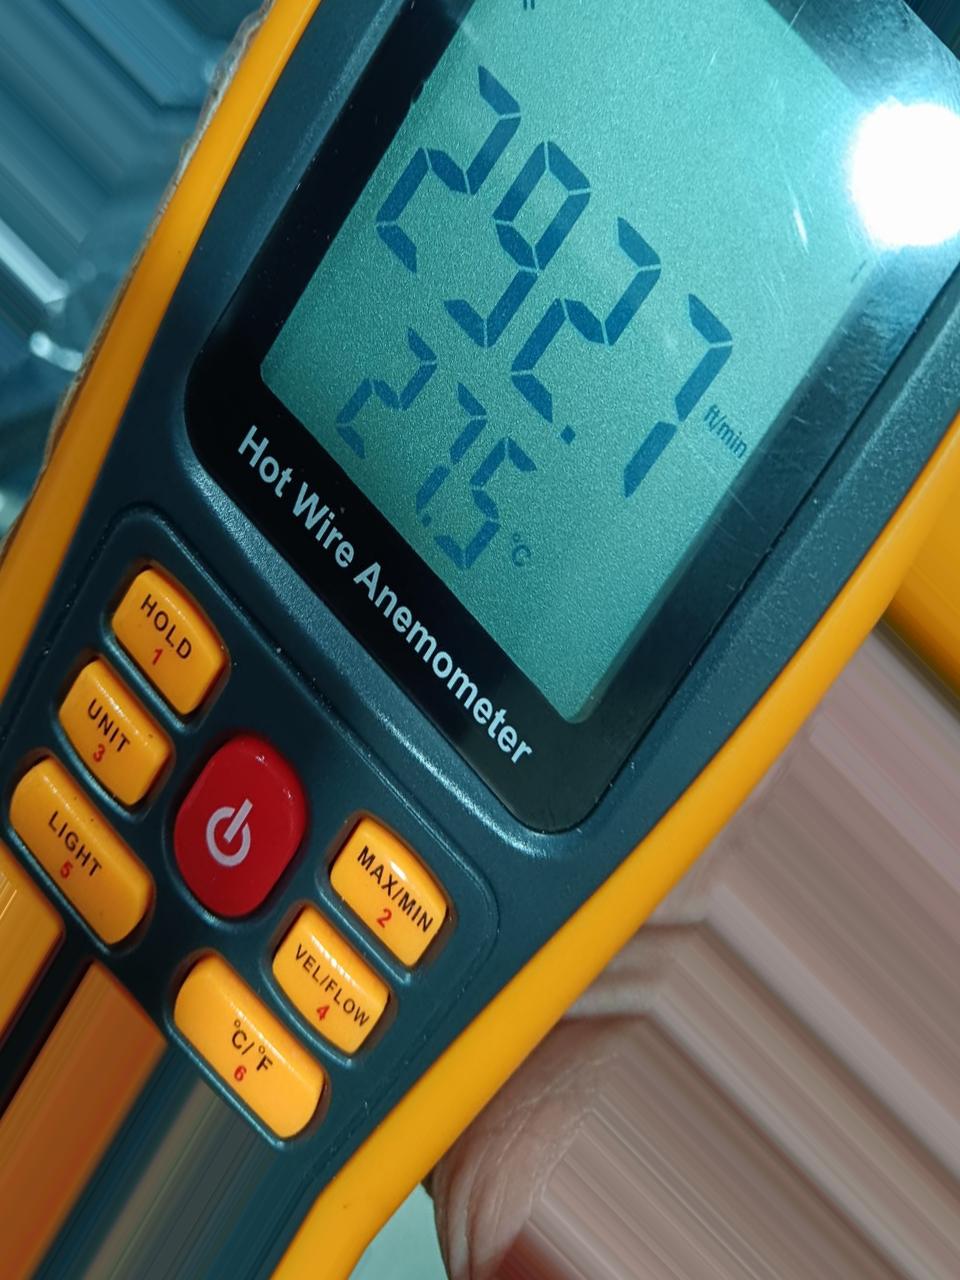 292.7 ft/min
27.5 °C
Hot Wire Anemometer
HOLD
1
MAX/MIN
2
UNIT
3
VEL/FLOW
4
LIGHT
5
°C/°F
6